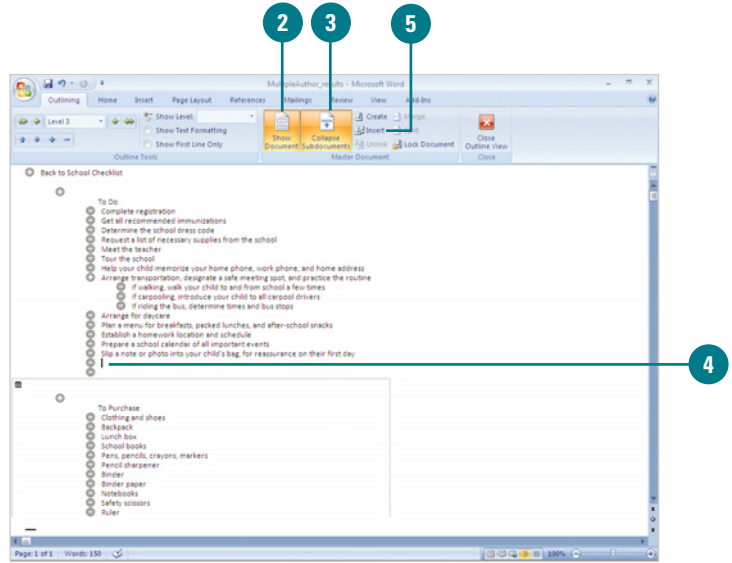 2 3 5
MultipleAuthor_results - Microsoft Word
Outlining Home Insert Page Layout References Mailings Review View Add-Ins
Level 3
Show Level:
Show Text Formatting
Show First Line Only
Outline Tools
Show Document
Collapse Subdocuments
Create Merge
Insert
Unlink Lock Document
Master Document
Close Outline View
Close
Back to School Checklist
To Do
Complete registration
Get all recommended immunizations
Determine the school dress code
Request a list of necessary supplies from the school
Meet the teacher
Tour the school
Help your child memorize your home phone, work phone, and home address
Arrange transportation, designate a safe meeting spot, and practice the routine
If walking, walk your child to and from school a few times
If carpooling, introduce your child to all carpool drivers
If riding the bus, determine times and bus stops
Arrange for daycare
Plan a menu for breakfasts, packed lunches, and after-school snacks
Establish a homework location and schedule
Prepare a school calendar of all important events
Slip a note or photo into your child's bag, for reassurance on their first day
4
To Purchase
Clothing and shoes
Backpack
Lunch box
School books
Pens, pencils, crayons, markers
Pencil sharpener
Binder
Binder paper
Notebooks
Safety scissors
Ruler
Page: 1 of 1 Words: 150 100%